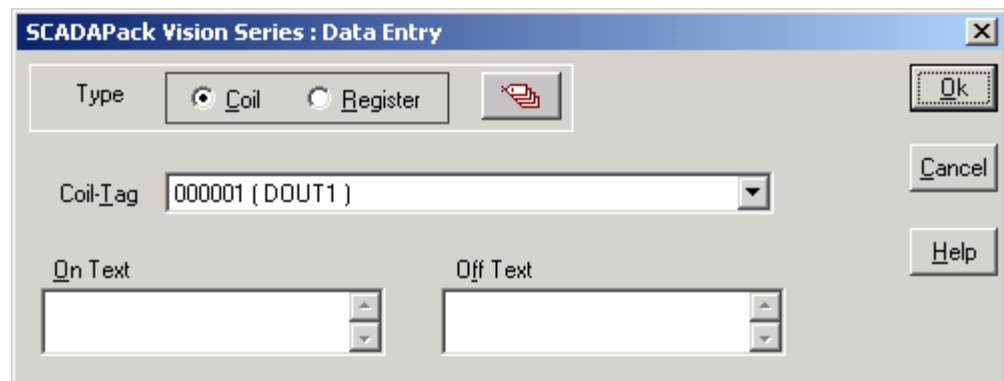 SCADAPack Vision Series : Data Entry
Type
Coil
Register
Ok
Coil-Tag
000001 ( DOUT1 )
Cancel
On Text
Off Text
Help